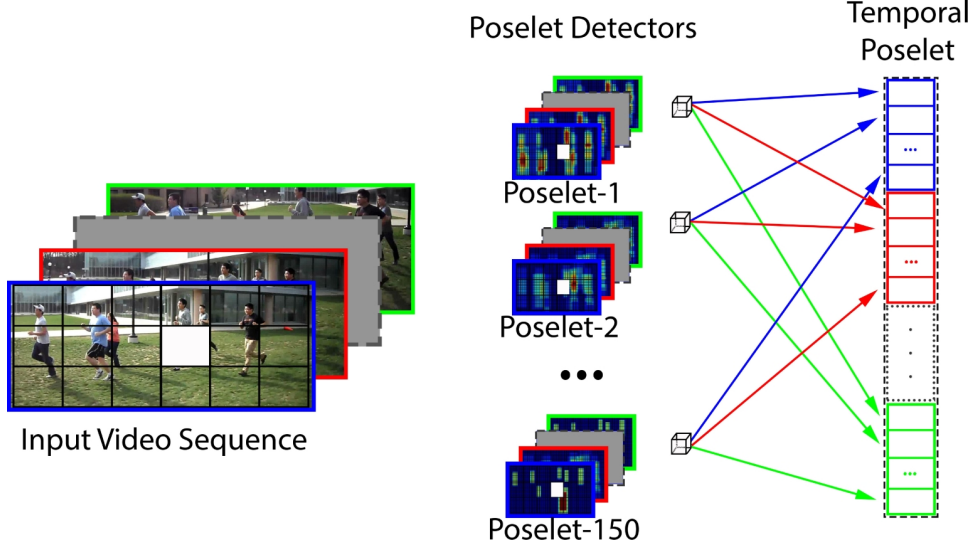 Poselet Detectors
Temporal
Poselet
Poselet-1
...
...
Poselet-2
...
Input Video Sequence
...
Poselet-150